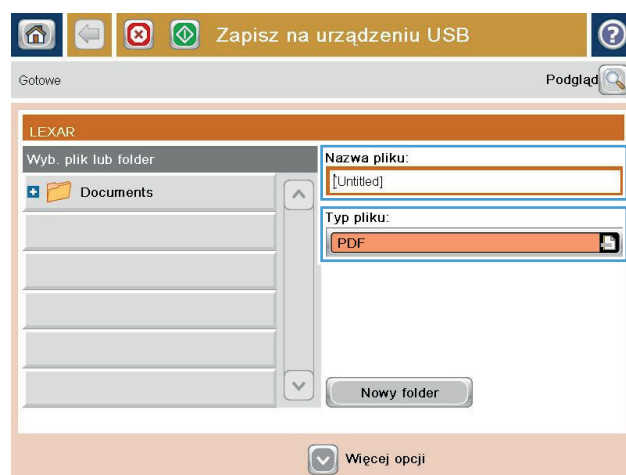 Zapisz na urządzeniu USB
Gotowe
Podgląd
LEXAR
Wyb. plik lub folder
Documents
Nazwa pliku:
[Untitled]
Typ pliku:
PDF
Nowy folder
Więcej opcji